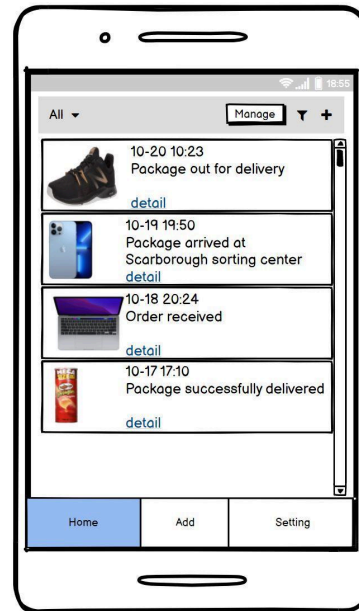 18:55
All
Manage
+
10-20 10:23
Package out for delivery
detail
10-19 19:50
Package arrived at
Scarborough sorting center
detail
10-18 20:24
Order received
detail
10-17 17:10
Package successfully delivered
detail
MEGA
Pringles
Home
Add
Setting